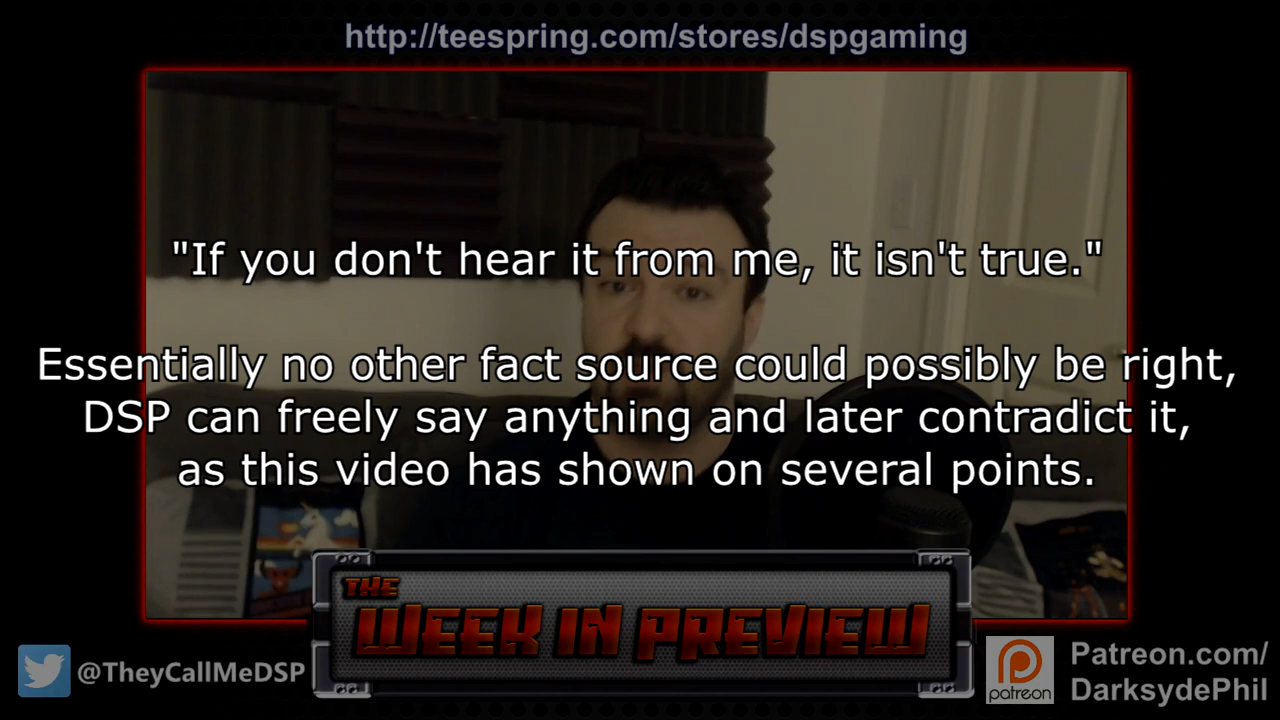 http://teespring.com/stores/dspgaming
"If you don't hear it from me, it isn't true."
Essentially no other fact source could possibly be right,
DSP can freely say anything and later contradict it,
as this video has shown on several points.
THE
WEEK IN PREVIEW
@TheyCallMeDSP
patreon
Patreon.com/
DarksydePhil